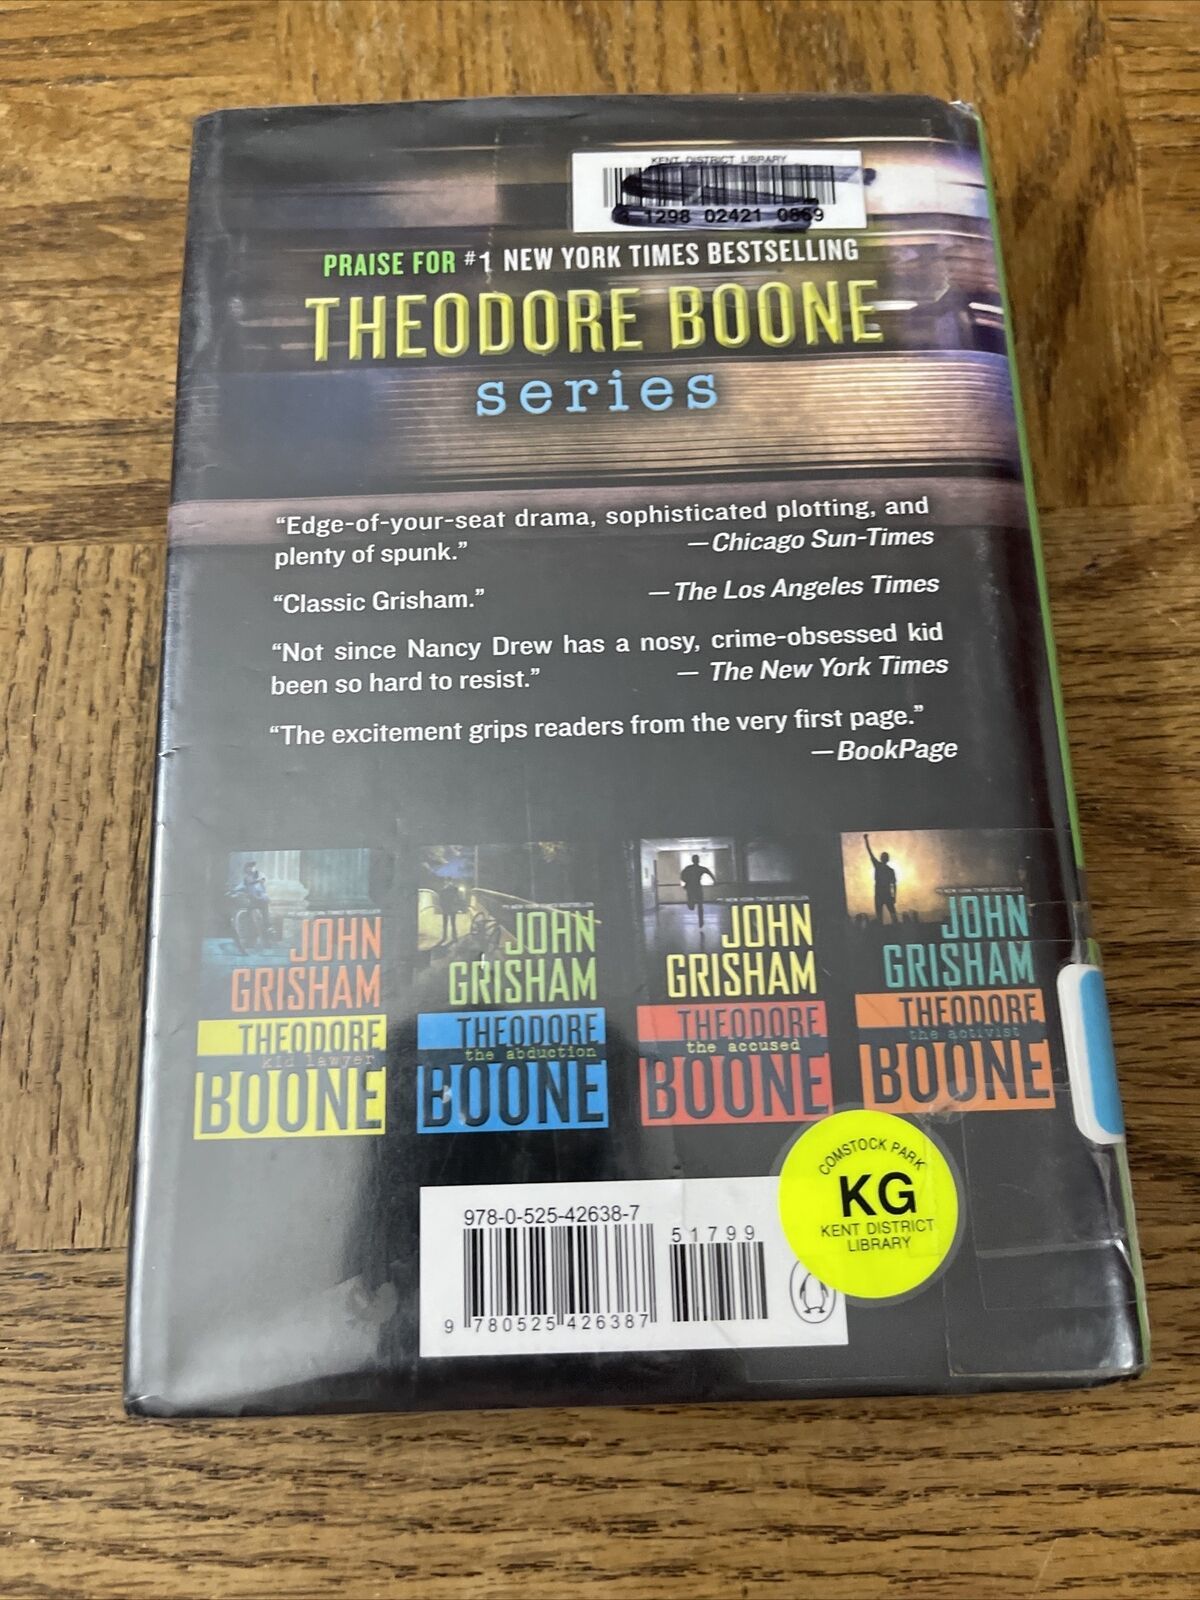 KENT DISTRICT LIBRARY
1298 02421 0869
PRAISE FOR #1 NEW YORK TIMES BESTSELLING
THEODORE BOONE
series
“Edge-of-your-seat drama, sophisticated plotting, and
plenty of spunk.” —Chicago Sun-Times
“Classic Grisham.” —The Los Angeles Times
“Not since Nancy Drew has a nosy, crime-obsessed kid
been so hard to resist.” — The New York Times
“The excitement grips readers from the very first page.”
—BookPage
JOHN
GRISHAM
THEODORE
kid lawyer
BOONE
JOHN
GRISHAM
THEODORE
the abduction
BOONE
JOHN
GRISHAM
THEODORE
the accused
BOONE
JOHN
GRISHAM
THEODORE
the activist
BOONE
COMSTOCK PARK
KG
KENT DISTRICT
LIBRARY
978-0-525-42638-7
51799
9 780525 426387